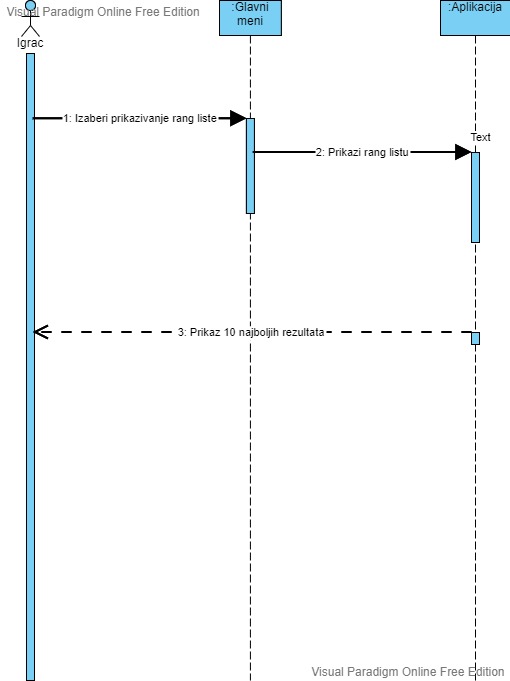 Visual Paradigm Online Free Edition
:Glavni
meni
:Aplikacija
Igrac
1: Izaberi prikazivanje rang liste
Text
2: Prikazi rang listu
3: Prikaz 10 najboljih rezultata
Visual Paradigm Online Free Edition